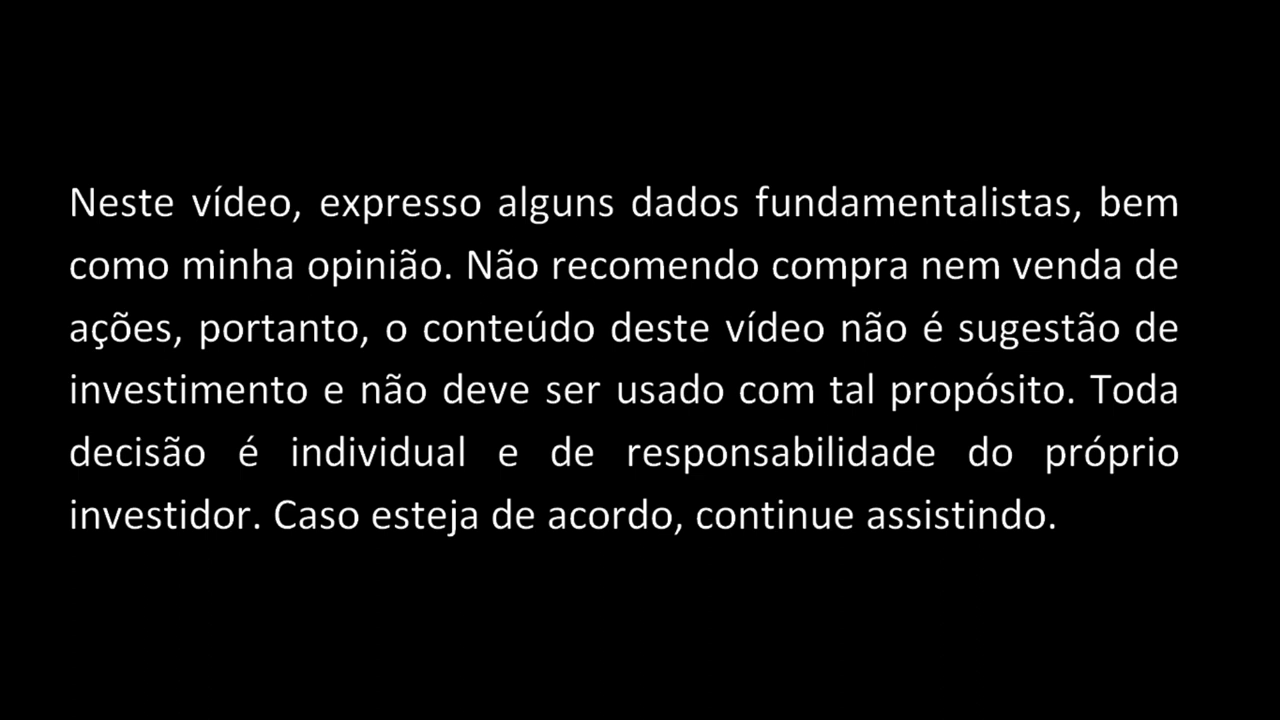 Neste vídeo, expresso alguns dados fundamentalistas, bem
como minha opinião. Não recomendo compra nem venda de
ações, portanto, o conteúdo deste vídeo não é sugestão de
investimento e não deve ser usado com tal propósito. Toda
decisão é individual e de responsabilidade do próprio
investidor. Caso esteja de acordo, continue assistindo.